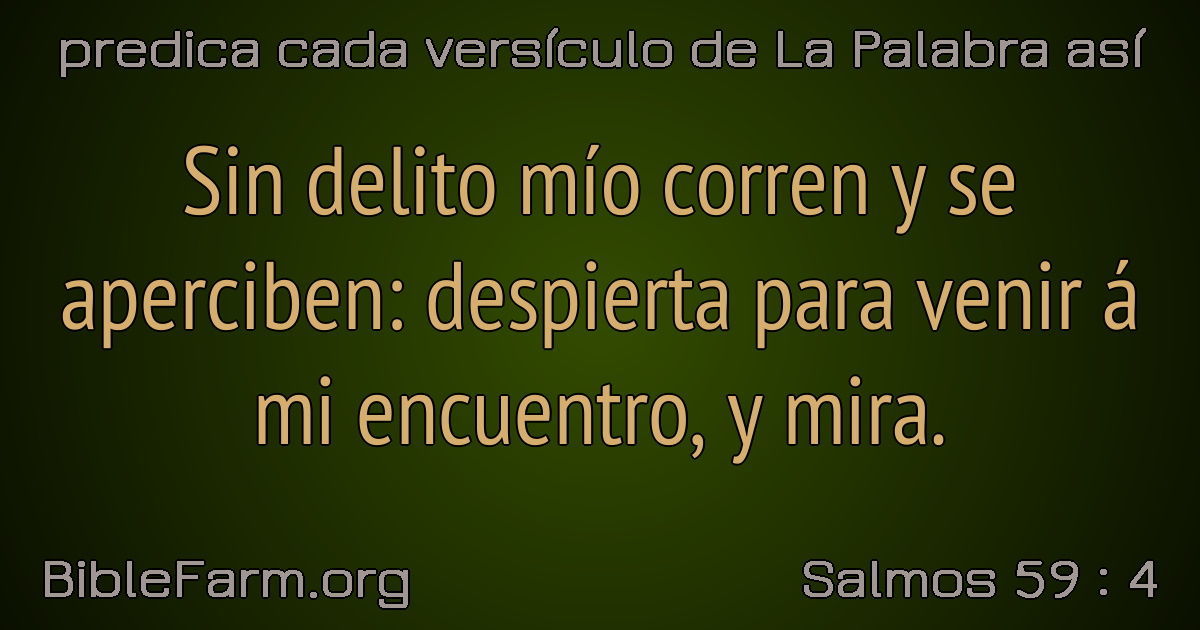 predica cada versículo de La Palabra así
Sin delito mío corren y se
aperciben: despierta para venir á
mi encuentro, y mira.
BibleFarm.org
Salmos 59 : 4